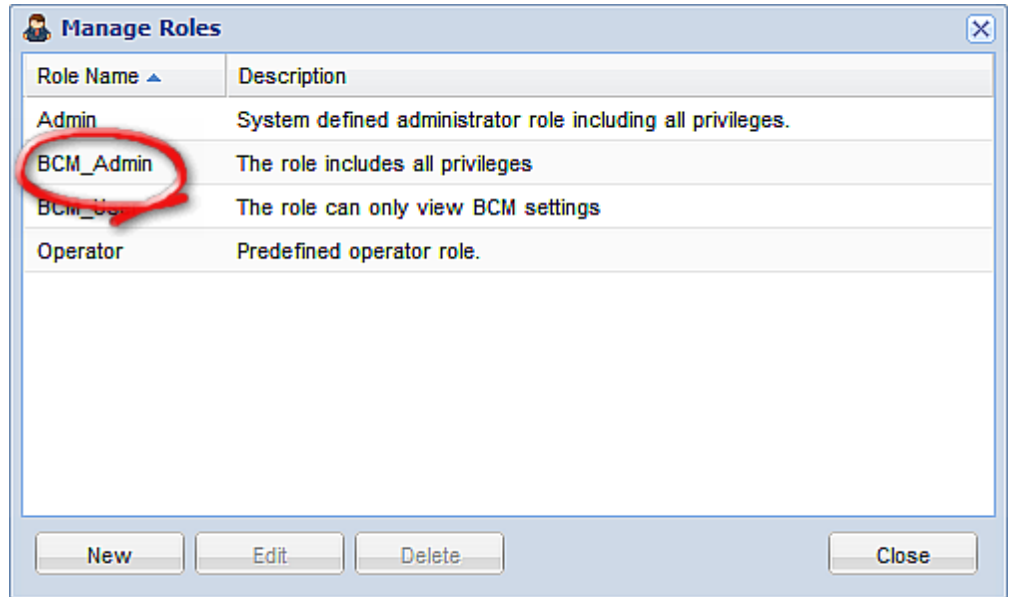 Manage Roles
Role Name Description
Admin System defined administrator role including all privileges.
BCM_Admin The role includes all privileges
The role can only view BCM settings
Operator Predefined operator role.
New Edit Delete Close